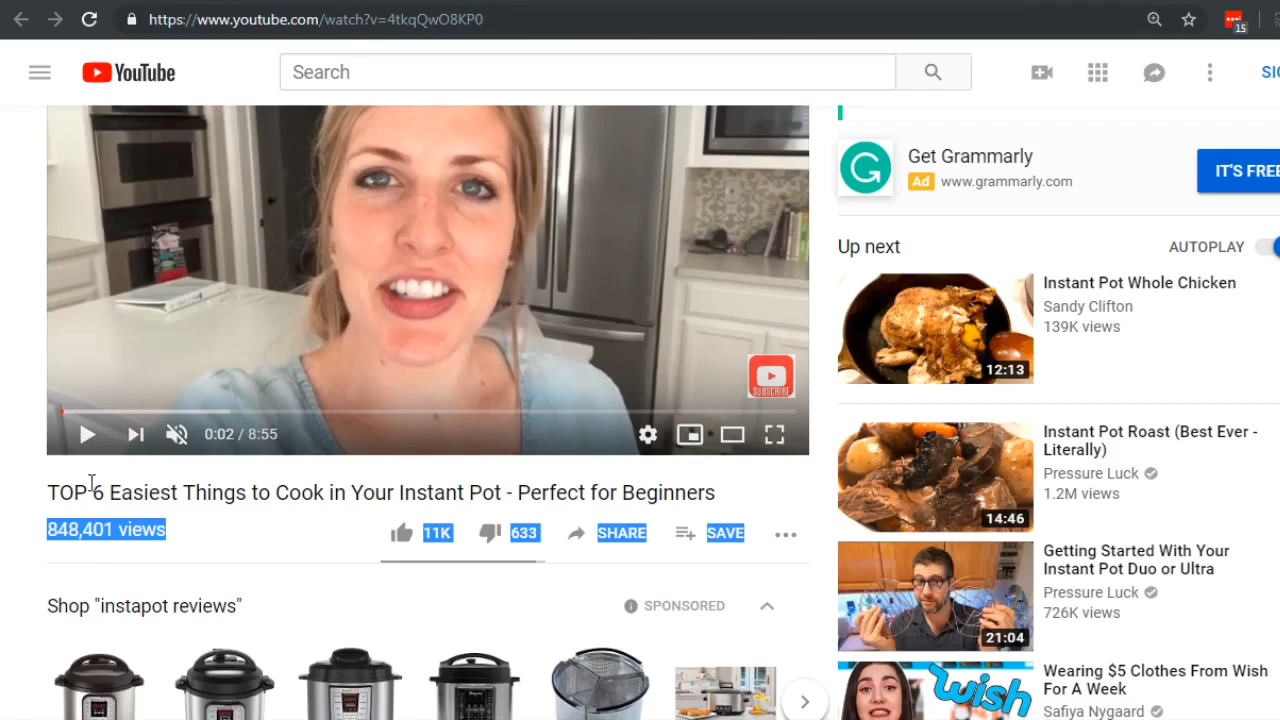 https://www.youtube.com/watch?v=4tkqQwO8KP0
15
YouTube
Search
Get Grammarly
Ad www.grammarly.com
IT'S FREE
SUBSCRIBE
0:02 / 8:55
TOP 6 Easiest Things to Cook in Your Instant Pot - Perfect for Beginners
848,401 views
11K
633
SHARE
SAVE
Shop "instapot reviews"
SPONSORED
Up next
AUTOPLAY
12:13
Instant Pot Whole Chicken
Sandy Clifton
139K views
14:46
Instant Pot Roast (Best Ever -
Literally)
Pressure Luck
1.2M views
21:04
Getting Started With Your
Instant Pot Duo or Ultra
Pressure Luck
726K views
wish
Wearing $5 Clothes From Wish
For A Week
Safiya Nygaard